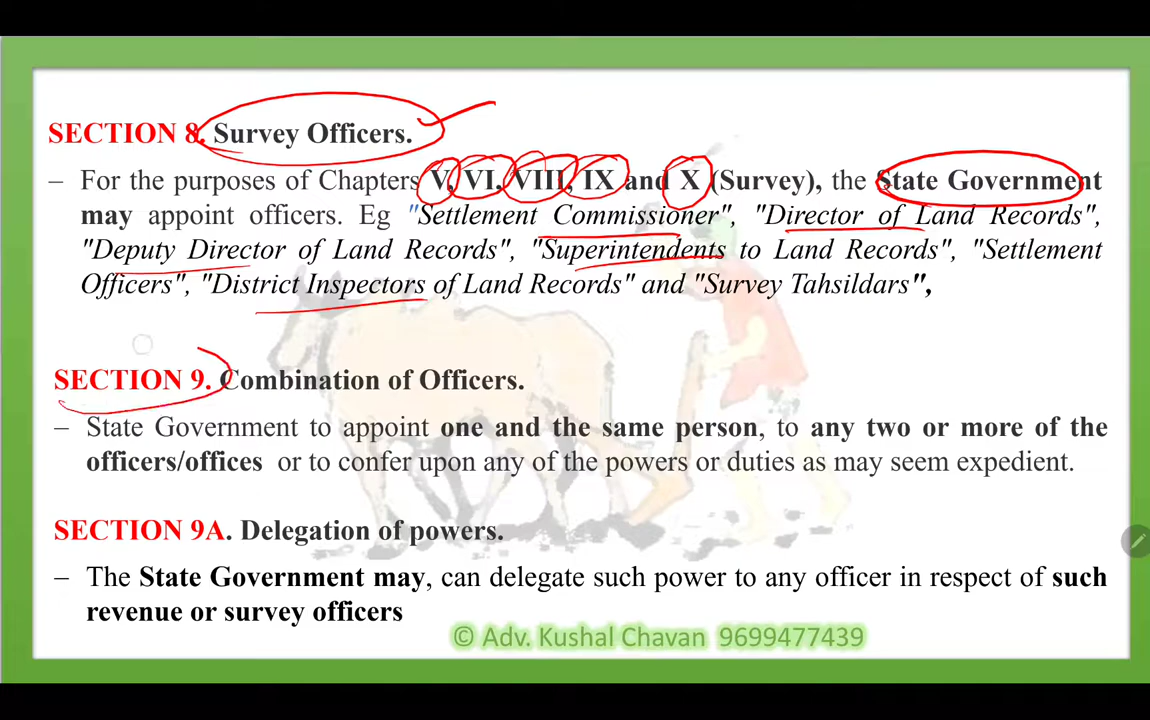 SECTION 8. Survey Officers.
– For the purposes of Chapters V, VI, VIII, IX and X (Survey), the State Government
may appoint officers. Eg "Settlement Commissioner", "Director of Land Records",
"Deputy Director of Land Records", "Superintendents to Land Records", "Settlement
Officers", "District Inspectors of Land Records" and "Survey Tahsildars",
SECTION 9. Combination of Officers.
– State Government to appoint one and the same person, to any two or more of the
officers/offices or to confer upon any of the powers or duties as may seem expedient.
SECTION 9A. Delegation of powers.
– The State Government may, can delegate such power to any officer in respect of such
revenue or survey officers
© Adv. Kushal Chavan 9699477439